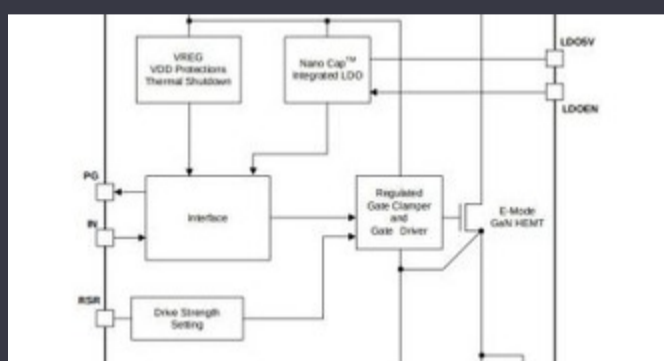 VREG
VDD Protections
Thermal Shutdown
Nano Cap™
Integrated LDO
LDO5V
LDOEN
PG
Interface
Regulated
Gate Clamper
and
Gate Driver
E-Mode
GaN HEMT
IN
RSR
Drive Strength
Setting